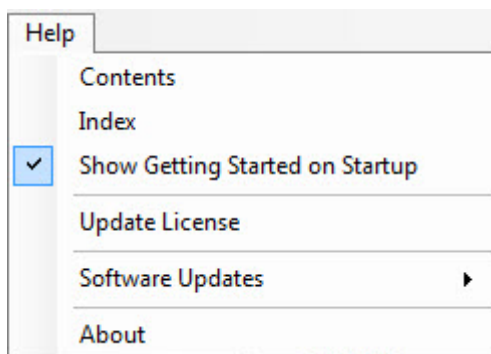 Help
Contents
Index
Show Getting Started on Startup
Update License
Software Updates
About